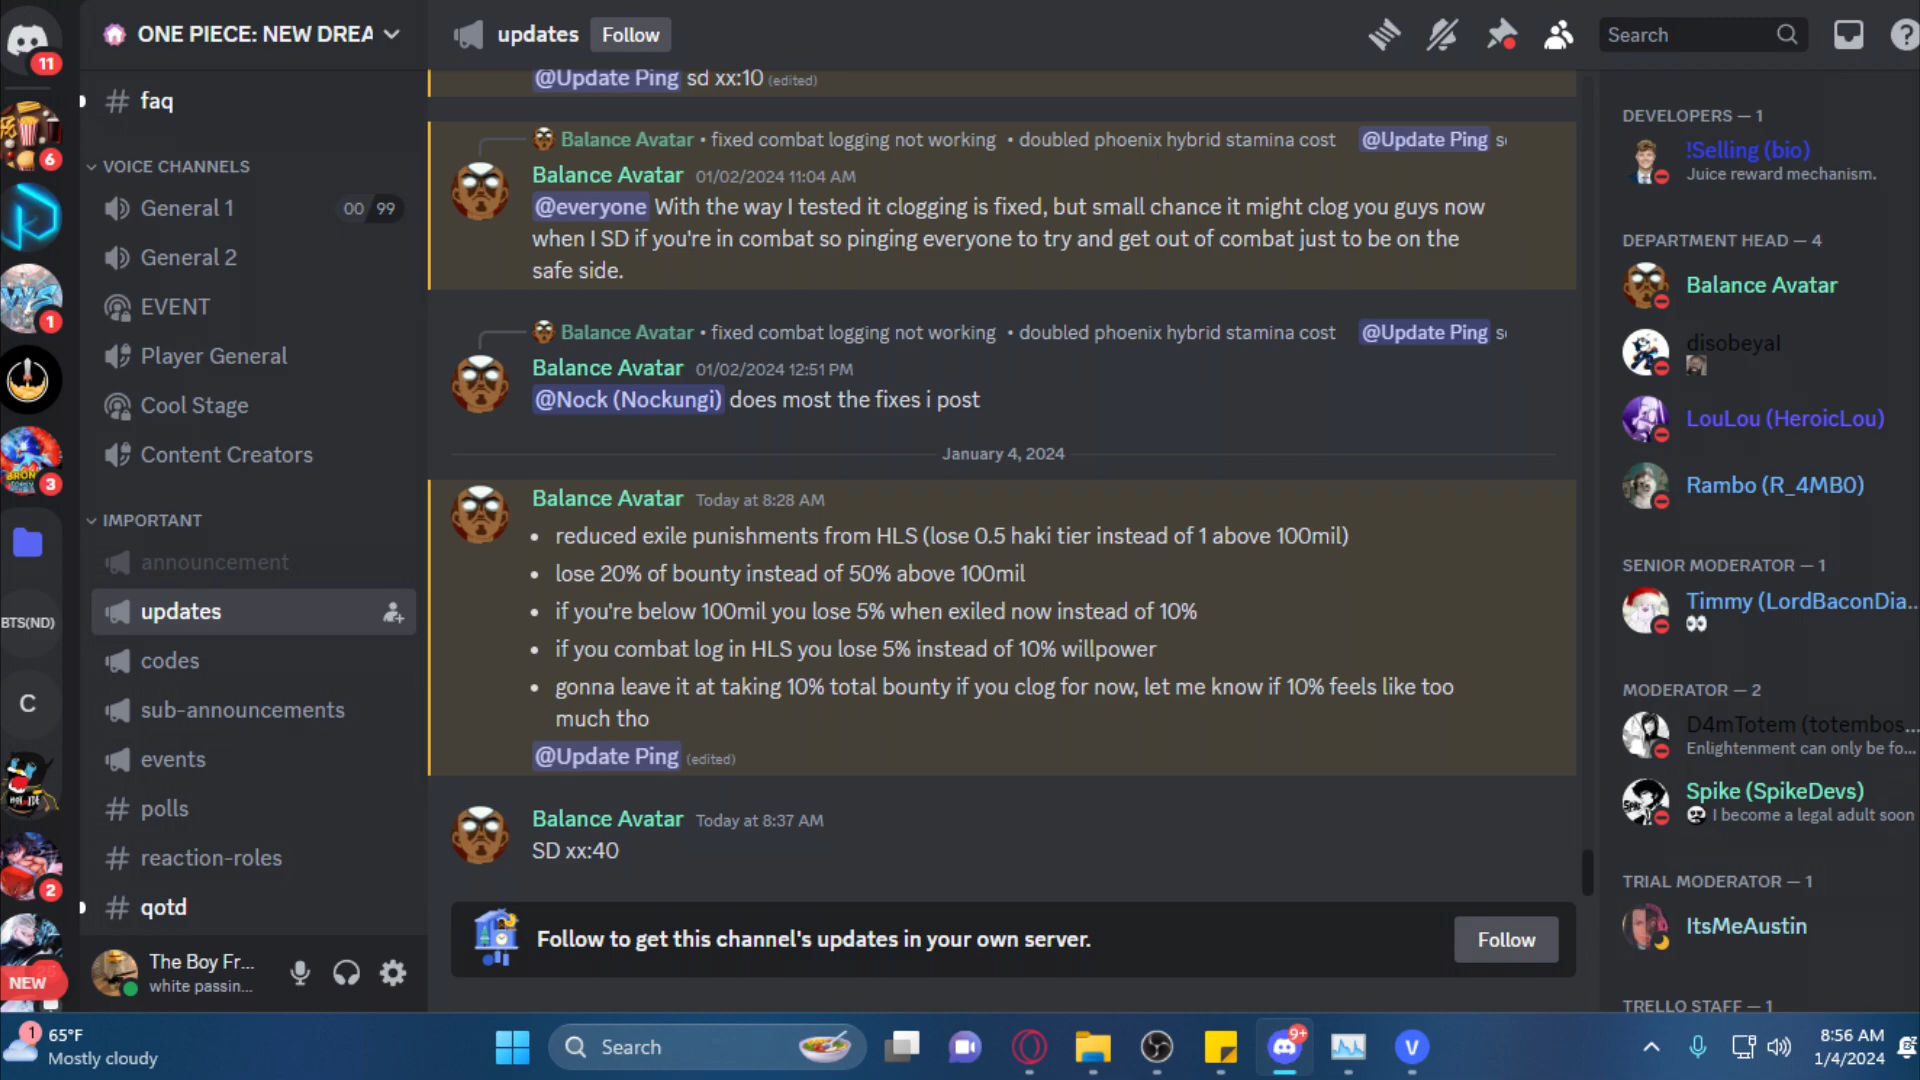 11
6
1
3
BTS(ND)
C
2
NEW
ONE PIECE: NEW DREA
faq
VOICE CHANNELS
General 1
00 99
General 2
EVENT
Player General
Cool Stage
Content Creators
IMPORTANT
announcement
updates
codes
sub-announcements
events
polls
reaction-roles
qotd
The Boy Fr...
white passin...
updates
Follow
Search
@Update Ping sd xx:10 (edited)
Balance Avatar • fixed combat logging not working • doubled phoenix hybrid stamina cost @Update Ping
Balance Avatar 01/02/2024 11:04 AM
@everyone With the way I tested it clogging is fixed, but small chance it might clog you guys now
when I SD if you're in combat so pinging everyone to try and get out of combat just to be on the
safe side.
Balance Avatar • fixed combat logging not working • doubled phoenix hybrid stamina cost @Update Ping
Balance Avatar 01/02/2024 12:51 PM
@Nock (Nockungi) does most the fixes i post
January 4, 2024
Balance Avatar Today at 8:28 AM
• reduced exile punishments from HLS (lose 0.5 haki tier instead of 1 above 100mil)
• lose 20% of bounty instead of 50% above 100mil
• if you're below 100mil you lose 5% when exiled now instead of 10%
• if you combat log in HLS you lose 5% instead of 10% willpower
• gonna leave it at taking 10% total bounty if you clog for now, let me know if 10% feels like too
much tho
@Update Ping (edited)
Balance Avatar Today at 8:37 AM
SD xx:40
Follow to get this channel's updates in your own server.
Follow
DEVELOPERS — 1
!Selling (bio)
Juice reward mechanism.
DEPARTMENT HEAD — 4
Balance Avatar
disobeyal
LouLou (HeroicLou)
Rambo (R_4MB0)
SENIOR MODERATOR — 1
Timmy (LordBaconDia...
MODERATOR — 2
D4mTotem (totembos...
Enlightenment can only be fo...
Spike (SpikeDevs)
I become a legal adult soon
TRIAL MODERATOR — 1
ItsMeAustin
TRELLO STAFF — 1
1
65°F
Mostly cloudy
Search
9+
V
8:56 AM
1/4/2024